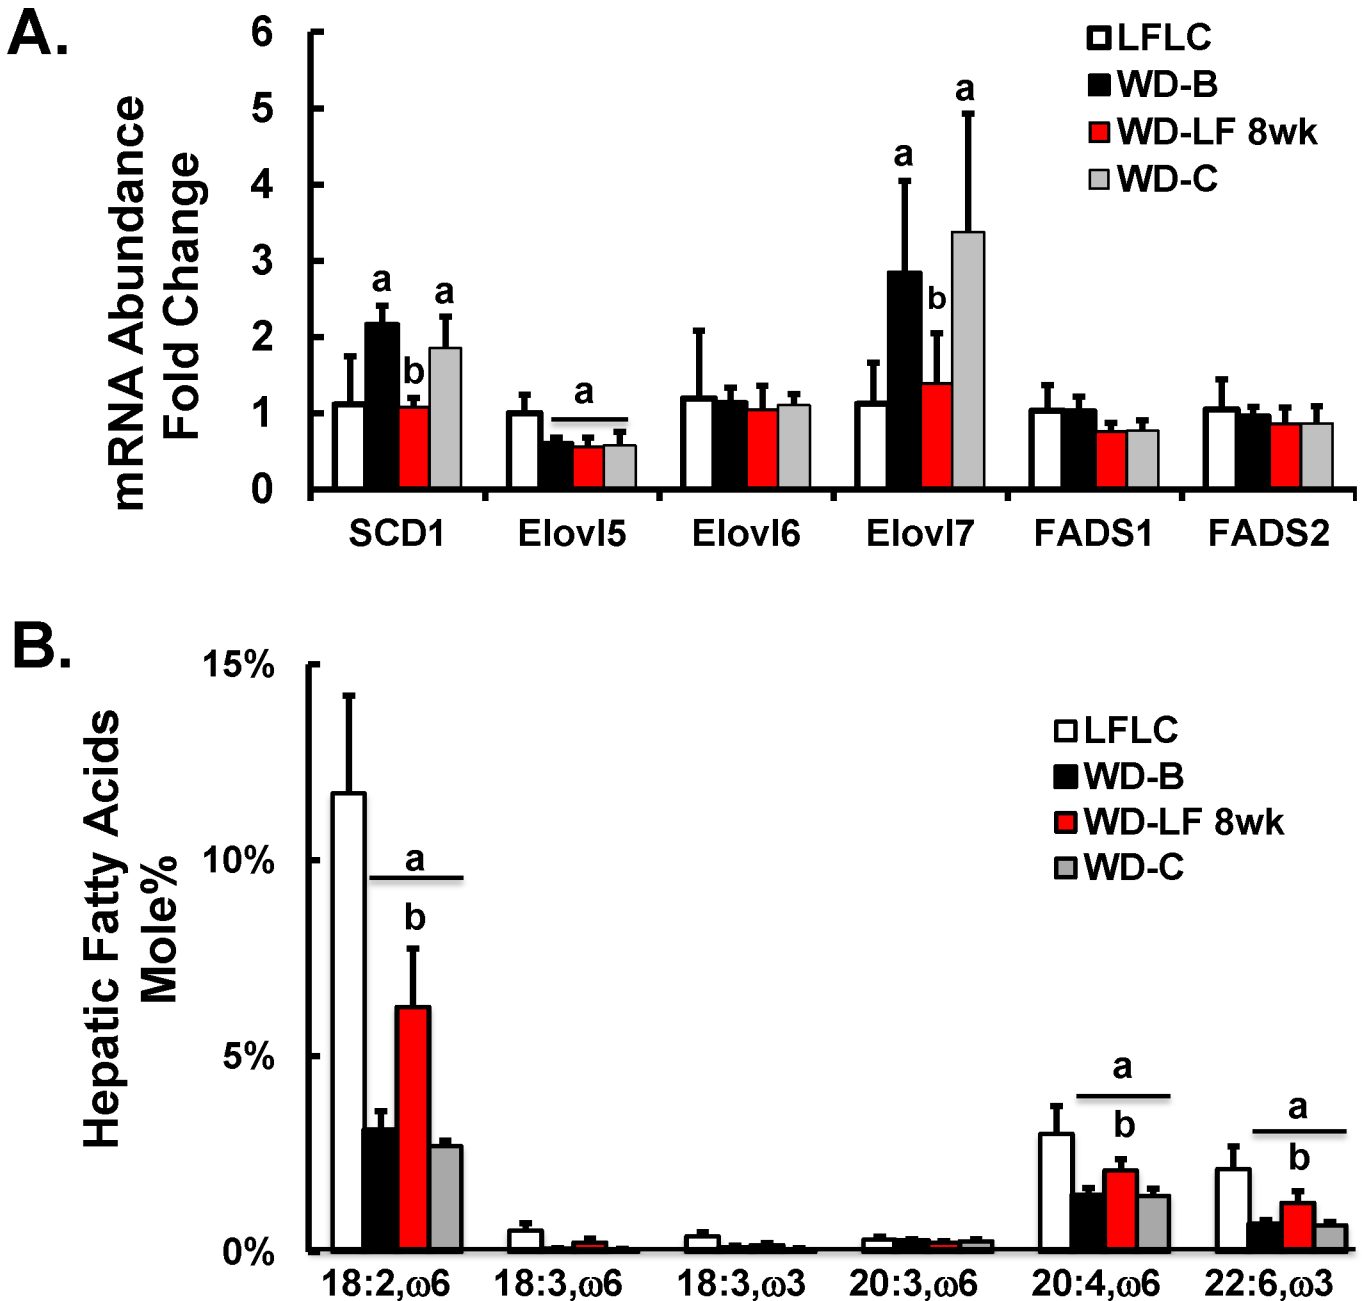 A.
mRNA Abundance
Fold Change
6
5
4
3
2
1
0
LFLC
WD-B
WD-LF 8wk
WD-C
a
b
a
a
a
b
a
SCD1
Elovl5
Elovl6
Elovl7
FADS1
FADS2
B.
Hepatic Fatty Acids
Mole%
15%
10%
5%
0%
LFLC
WD-B
WD-LF 8wk
WD-C
a
b
a
b
a
b
18:2,ω6
18:3,ω6
18:3,ω3
20:3,ω6
20:4,ω6
22:6,ω3